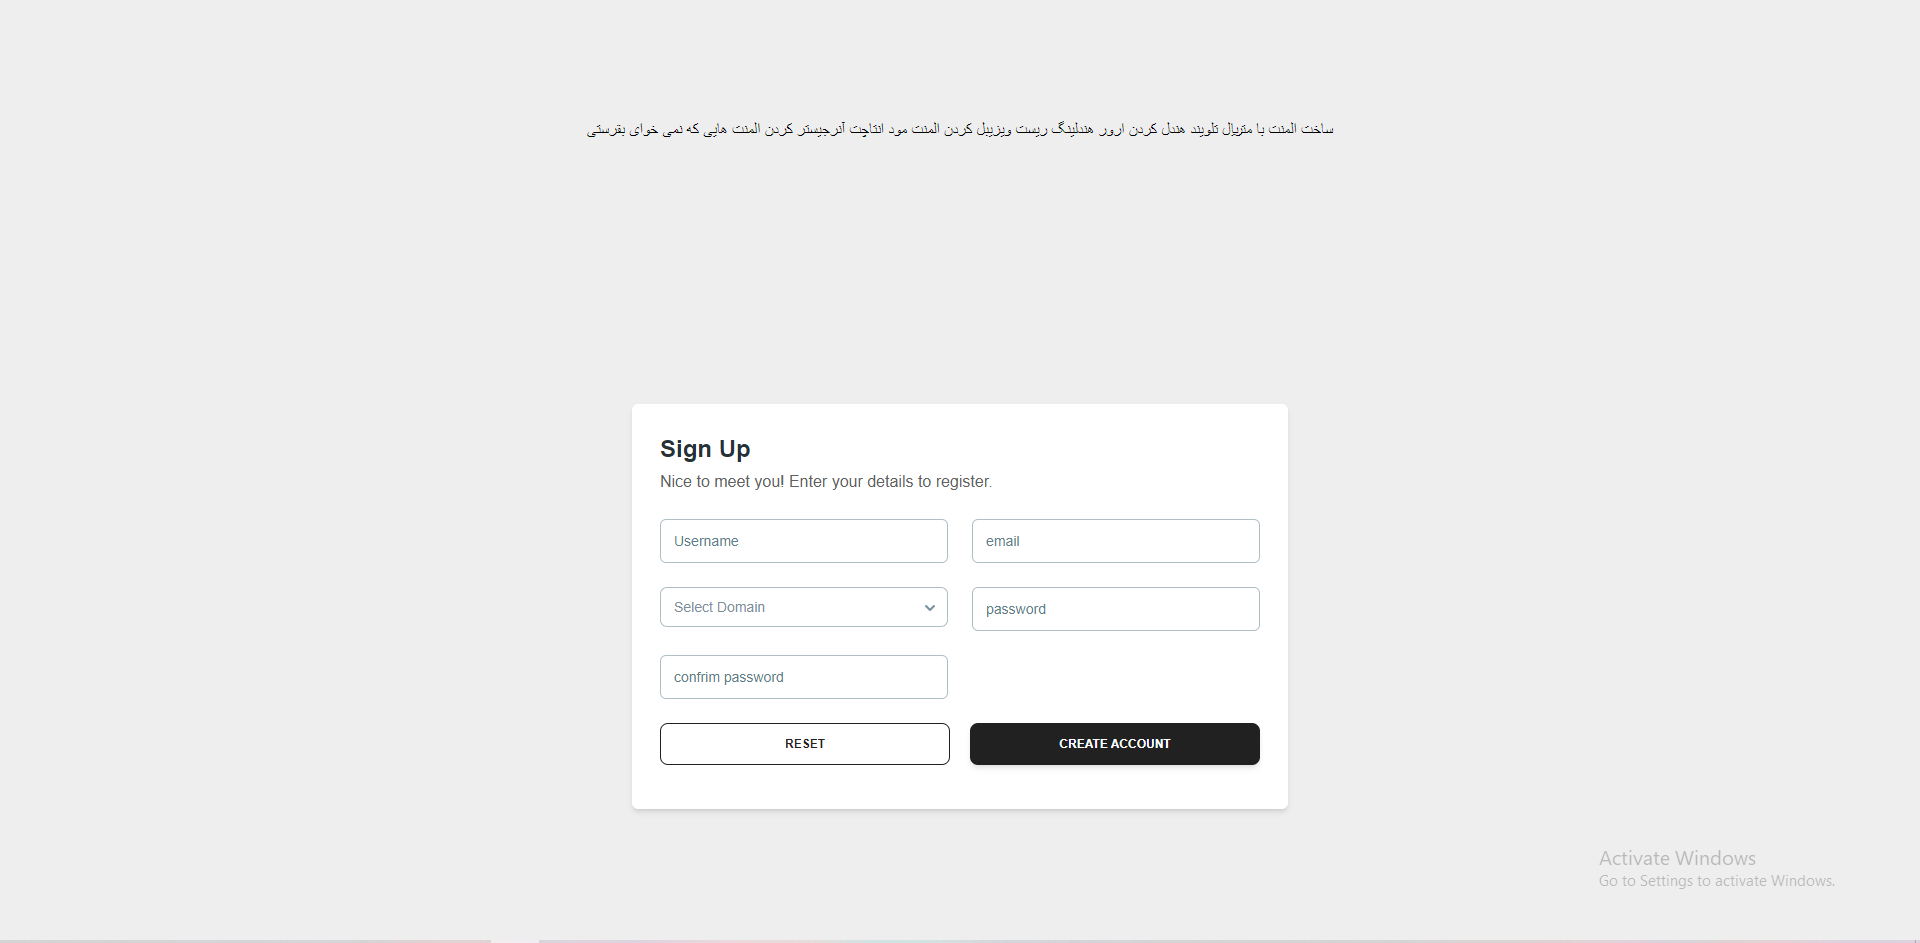 ساخت المنت با متریال تلویند هندل کردن ارور هندلینگ ریست ویزیبل کردن المنت مود انتاچت آنرجیستر کردن المنت هایی که نمی خوای بقرستی
Sign Up
Nice to meet you! Enter your details to register.
Username
email
Select Domain
password
confrim password
RESET
CREATE ACCOUNT
Activate Windows
Go to Settings to activate Windows.